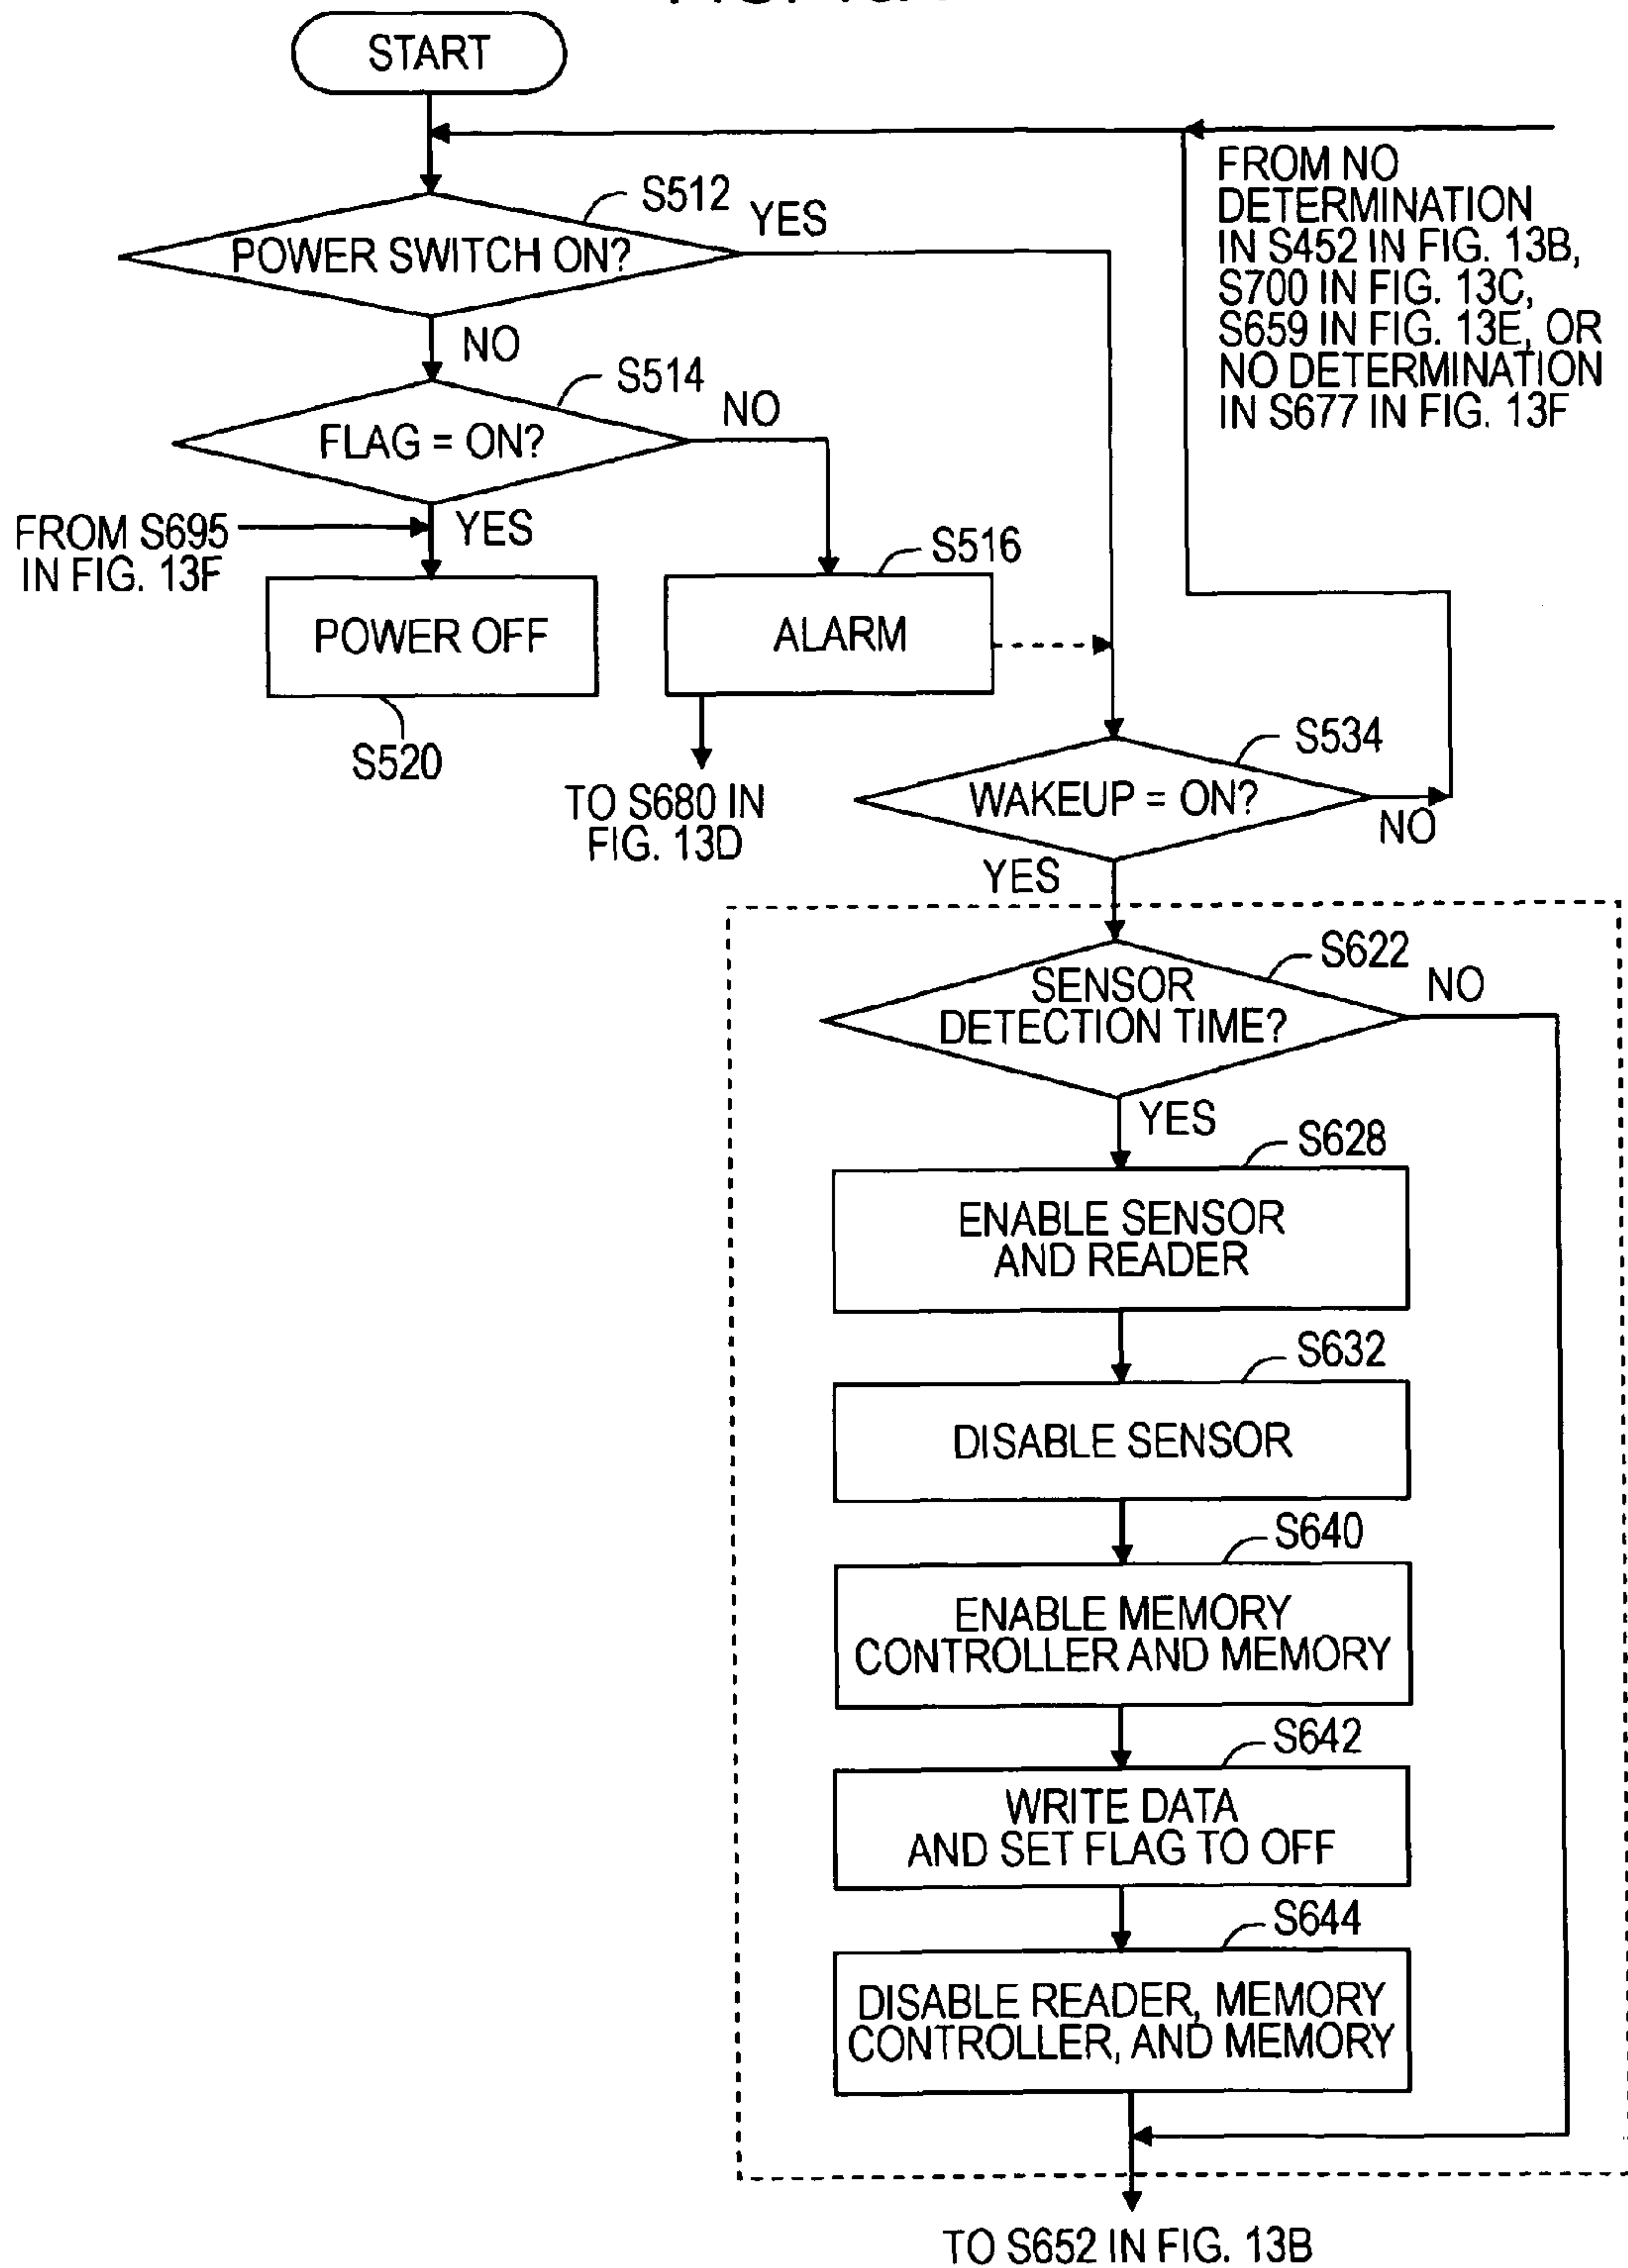 START
FROM NO
DETERMINATION
IN S452 IN FIG. 13B,
S700 IN FIG. 13C,
S659 IN FIG. 13E, OR
NO DETERMINATION
IN S677 IN FIG. 13F
S512
YES
POWER SWITCH ON?
NO
S514
NO
FLAG = ON?
FROM S695
IN FIG. 13F
YES
S516
POWER OFF
ALARM
S520
TO S680 IN
FIG. 13D
S534
WAKEUP = ON?
NO
YES
S622
NO
SENSOR
DETECTION TIME?
YES
S628
ENABLE SENSOR
AND READER
S632
DISABLE SENSOR
S640
ENABLE MEMORY
CONTROLLER AND MEMORY
S642
WRITE DATA
AND SET FLAG TO OFF
S644
DISABLE READER, MEMORY
CONTROLLER, AND MEMORY
TO S652 IN FIG. 13B